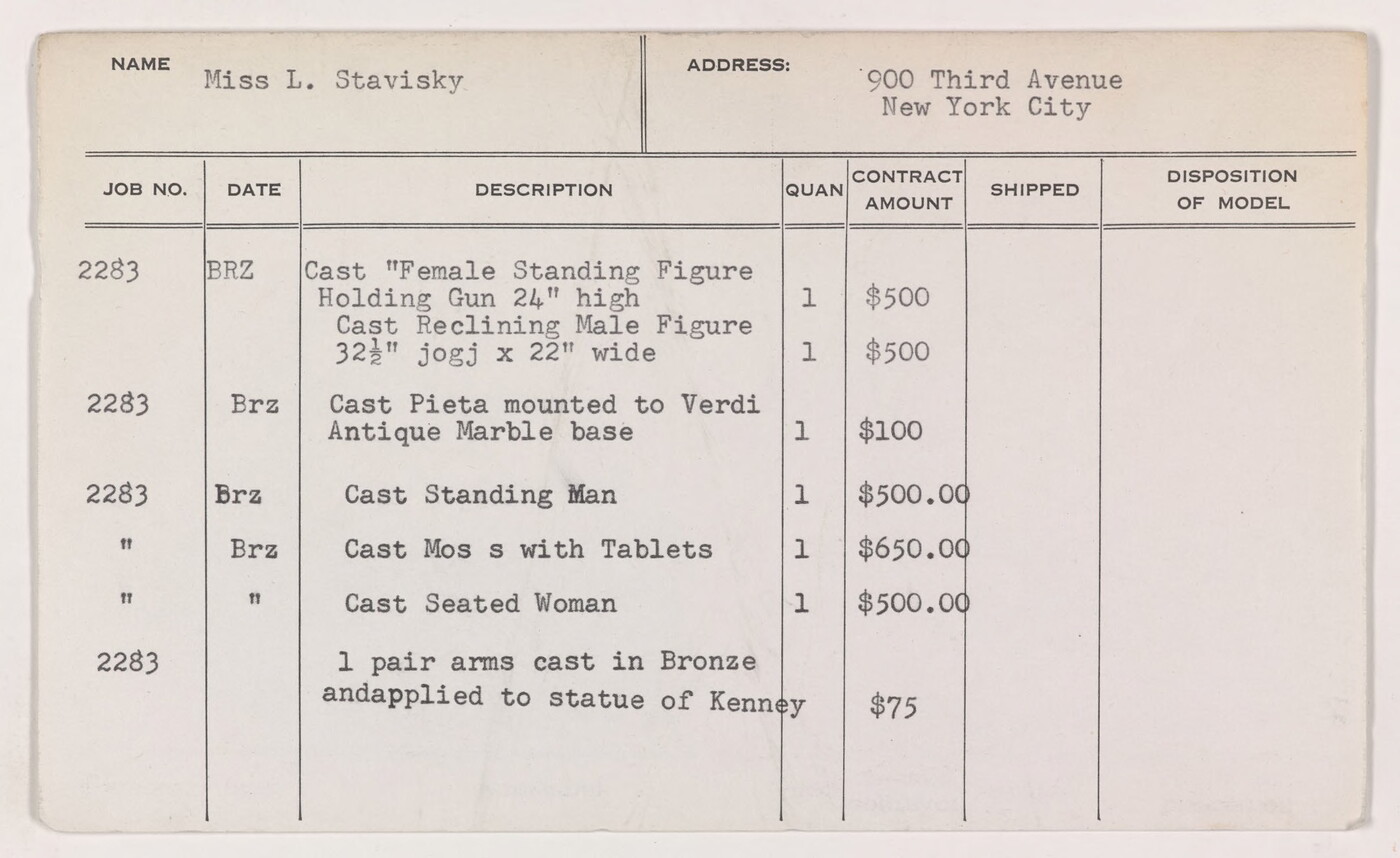 NAME Miss L. Stavisky
ADDRESS: 900 Third Avenue
New York City
JOB NO. DATE DESCRIPTION QUAN CONTRACT AMOUNT SHIPPED DISPOSITION OF MODEL
2283 BRZ Cast "Female Standing Figure
Holding Gun 24" high 1 $500
Cast Reclining Male Figure
32½" jogj x 22" wide 1 $500
2283 Brz Cast Pieta mounted to Verdi
Antique Marble base 1 $100
2283 Brz Cast Standing Man 1 $500.00
" Brz Cast Mos s with Tablets 1 $650.00
" " Cast Seated Woman 1 $500.00
2283 1 pair arms cast in Bronze
andapplied to statue of Kenney $75